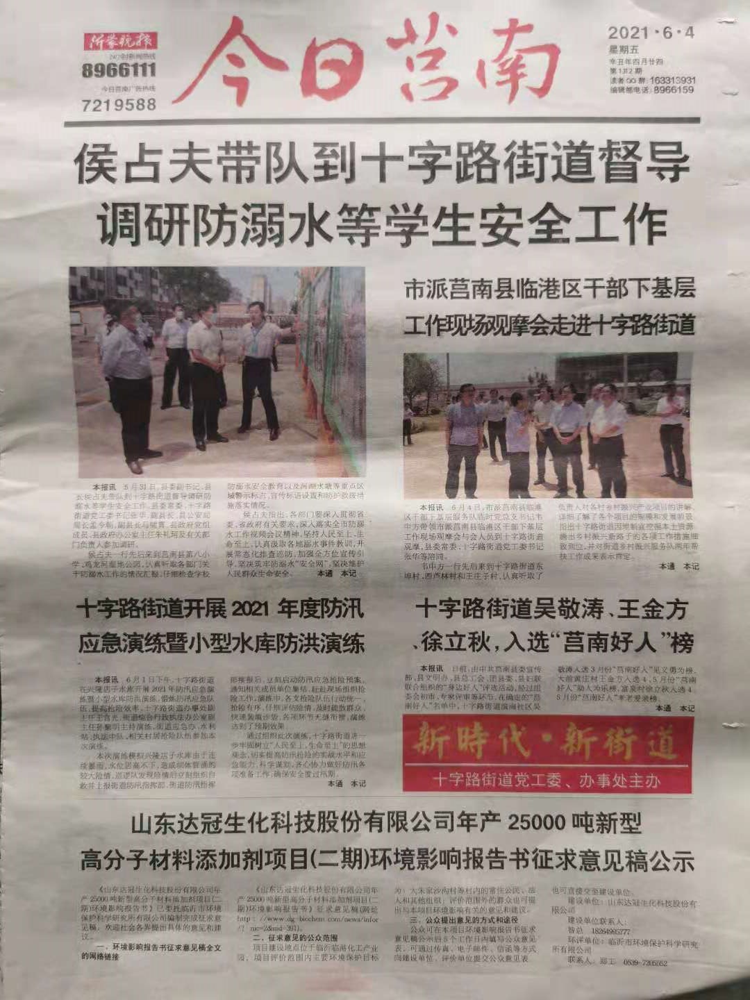 沂蒙晚报
24小时新闻热线
8966111
今日莒南广告热线
7219588
今日莒南
2021·6·4
星期五
辛丑年四月廿四
第1312期
读者QQ群:163313931
编辑部电话:8966159
侯占夫带队到十字路街道督导
调研防溺水等学生安全工作
本报讯 5月31日,县委副书记、县
长侯占夫带队到十字路街道督导调研防
溺水等学生安全工作。县委常委、十字路
街道党工委书记张华,副县长、县公安局
局长孟令朝,副县长与健霄,县政府党组
成员、县政府办公室主任朱礼珂及有关部
门负责人参加调研。
侯占夫一行先后来到莒南县第八小
学、鸡龙河湿地公园,认真听取各部门关
于防溺水工作的情况汇报,仔细检查学校
防溺水安全教育以及河湖水塘等重点区
域警示标志、宣传标语设置和防护救援措
施落实情况。
侯占夫指出,各部门要深入贯彻省
委、省政府有关要求,深入落实全市防溺
水工作视频会议精神,坚持人民至上、生
命至上,认真汲取各地溺水事件教训,开
展常态化排查巡防,加强全方位宣传引
导,坚决筑牢防溺水“安全网”,坚决维护
人民群众生命安全。 本通 本记
市派莒南县临港区干部下基层
工作现场观摩会走进十字路街道
本报讯 6月4日,市派莒南县临港
区干部下基层服务队临时党总支书记韦
中方带领市派莒南县临港区干部下基层
工作现场观摩会与会人员到十字路街道
观摩,县委常委、十字路街道党工委书记
张华等陪同。
韦中方一行先后来到十字路街道东
埠村、西卢林村和王庄子村,认真听取了
负责人对各乡村振兴产业项目的讲解,
详细了解了各个项目的规模和发展前景,
指出十字路街道因地制宜挖掘本土资源,
蹚出乡村振兴新路子的各项工作措施细
致到位,并对街道乡村振兴服务队两年帮
扶工作成果表示肯定。
本通 本记
十字路街道开展2021年度防汛
应急演练暨小型水库防洪演练
本报讯 6月1日下午,十字路街道
在兴隆店子水库开展2021年防汛应急演
练暨小型水库防乱演练,锻炼防汛应急队
伍,提高抢险效率,十字路街道办事处副
主任王宫光,街道综合行政执法办公室副
主任孙黎明主持演练,街道应急办、水利
站、执法中队、相关村居抢险队伍参加本
次演练。
本次演练模拟兴隆店子水库由于连
续暴雨,水位居高不下,造成坝体管涌的
较大险情,巡逻队发现险情后立刻组织自
救并上报街道防汛指挥部,街道防汛指挥
部接报后,立刻启动防汛应急抢险预案,
通知相关成员单位集结,赶赴现场组织抢
险工作。演练中,各支抢险队伍行动统一,
抢险有序,仔细评估险情,及时疏散群众,
快速装填沙袋,各项环节无缝衔接,演练
达到了预期效果。
通过组织此次演练,十字路街道进一
步牢固树立“人民至上,生命至上”的思想
观念,切实提高防汛抢险的实战水平和应
急能力,科学谋划、齐心协力做好防汛各
项准备工作,确保安全度过汛期。
本通 本记
十字路街道吴敬涛、王金方
、徐立秋,入选“莒南好人”榜
本报讯 日前,由中共莒南县委宣传
部、县文明办、县总工会、团县委、县妇联
联合组织的“身边好人”评选活动,经过组
委会初审、专家评审等环节,在确定的“莒
南好人”名单中,十字路街道滨海社区吴
敬涛入选3月份“莒南好人”见义勇为榜,
大前黄庄村王金方入选4、5月份“莒南
好人”助人为乐榜,富泉村徐立秋入选4、
5月份“莒南好人”孝老爱亲榜。
本通 本记
新時代·新街道
十字路街道党工委、办事处主办
山东达冠生化科技股份有限公司年产25000吨新型
高分子材料添加剂项目(二期)环境影响报告书征求意见稿公示
《山东达冠生化科技股份有限公司年
产25000吨新型高分子材料添加剂项目(二
期)环境影响报告书》已委托临沂市环境
保护科学研究所有限公司编制完成征求意
见稿。欢迎社会各界提出具体的意见和建
议。
一、环境影响报告书征求意见稿全文
的网络链接
《山东达冠生化科技股份有限公司年
产25000吨新型高分子材料添加剂项目(二
期)环境影响报告书》征求意见稿(网址
http://www.dg-biochem.com/news/infor
/?nic=2&nid=391)。
二、征求意见的公众范围
项目建设地点位于临沂临港化工产业
园,项目评价范围内主要环境保护目标
为:大朱家沙沟村等村内的常住公民、法
人和其他组织;评价范围外的群众也可提
出与本项目环境影响有关的意见和建议。
三、公众提出意见的方式和途径
公众可在本项目环境影响报告书征求
意见稿公示后5个工作日内填写公众意见
表,可通过传真、电子邮件、信函等方式
向建设单位、评价单位提交公众意见表,
也可直接交至建设单位。
建设单位:山东达冠生化科技股份有
限公司
建设单位联系人:
咎总 18264995777
环评单位:临沂市环境保护科学研究
所有限公司
联系人:郑工 0539-7205552